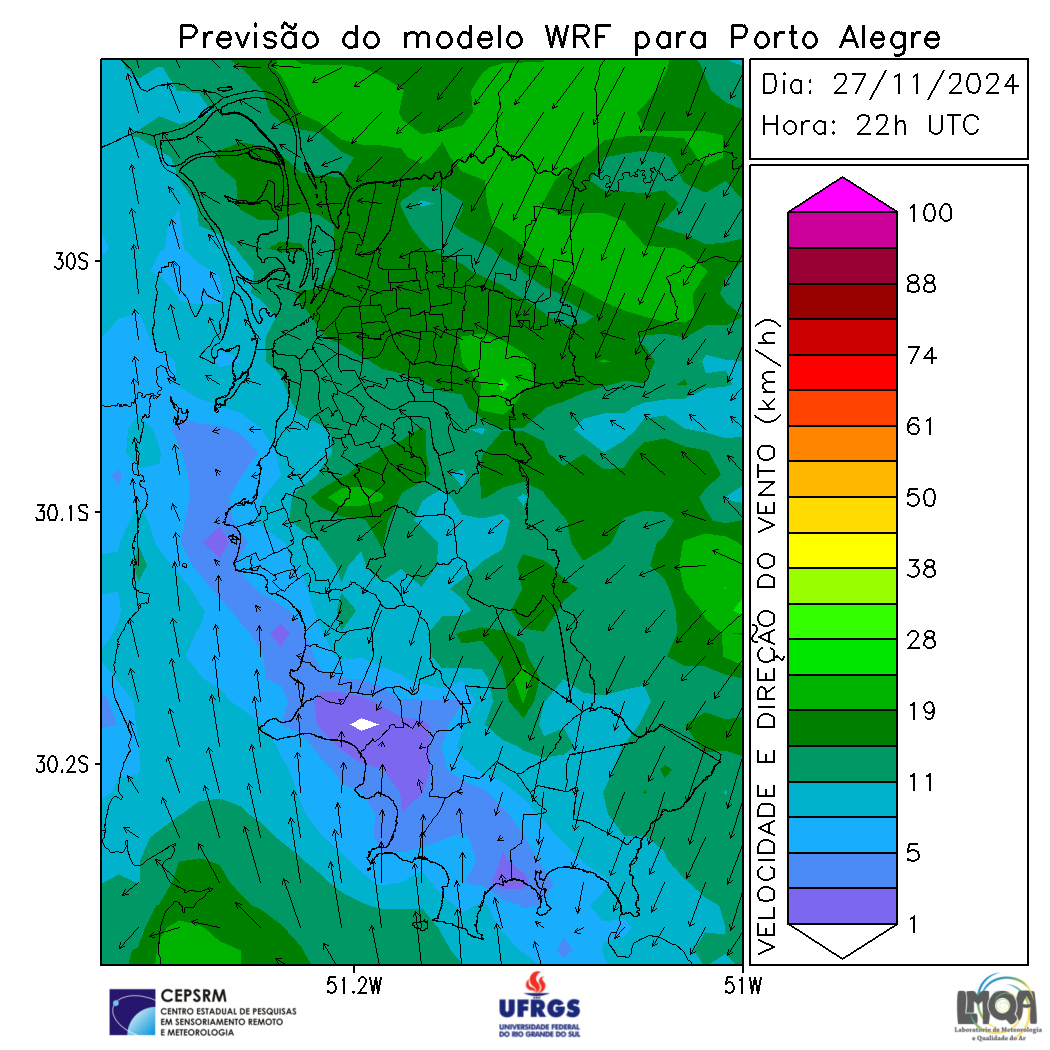 Previsão do modelo WRF para Porto Alegre
Dia: 27/11/2024
Hora: 22h UTC
30S
30.1S
30.2S
51.2W
51W
VELOCIDADE E DIREÇÃO DO VENTO (km/h)
100
88
74
61
50
38
28
19
11
5
1
CEPSRM
CENTRO ESTADUAL DE PESQUISAS
EM SENSORIAMENTO REMOTO
E METEOROLOGIA
UFRGS
UNIVERSIDADE FEDERAL
DO RIO GRANDE DO SUL
LMQA
Laboratório de Meteorologia
e Qualidade do Ar